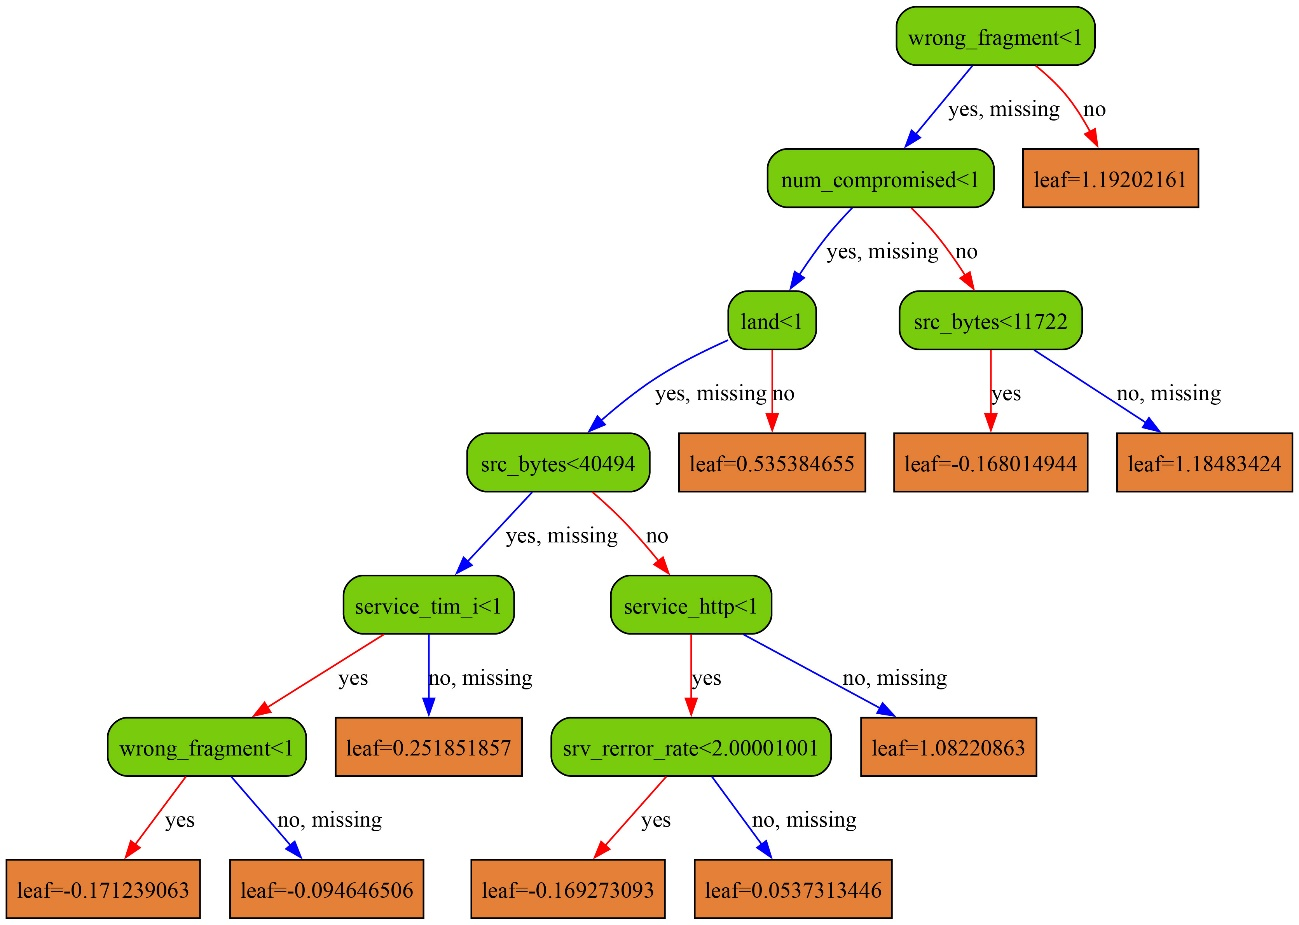 wrong_fragment<1
yes, missing
no
num_compromised<1
leaf=1.19202161
yes, missing
no
land<1
src_bytes<11722
yes, missing
no
yes
no, missing
src_bytes<40494
leaf=0.535384655
leaf=-0.168014944
leaf=1.18483424
yes, missing
no
service_tim_i<1
service_http<1
yes
no, missing
yes
no, missing
wrong_fragment<1
leaf=0.251851857
srv_rerror_rate<2.00001001
leaf=1.08220863
yes
no, missing
yes
no, missing
leaf=-0.171239063
leaf=-0.094646506
leaf=-0.169273093
leaf=0.0537313446